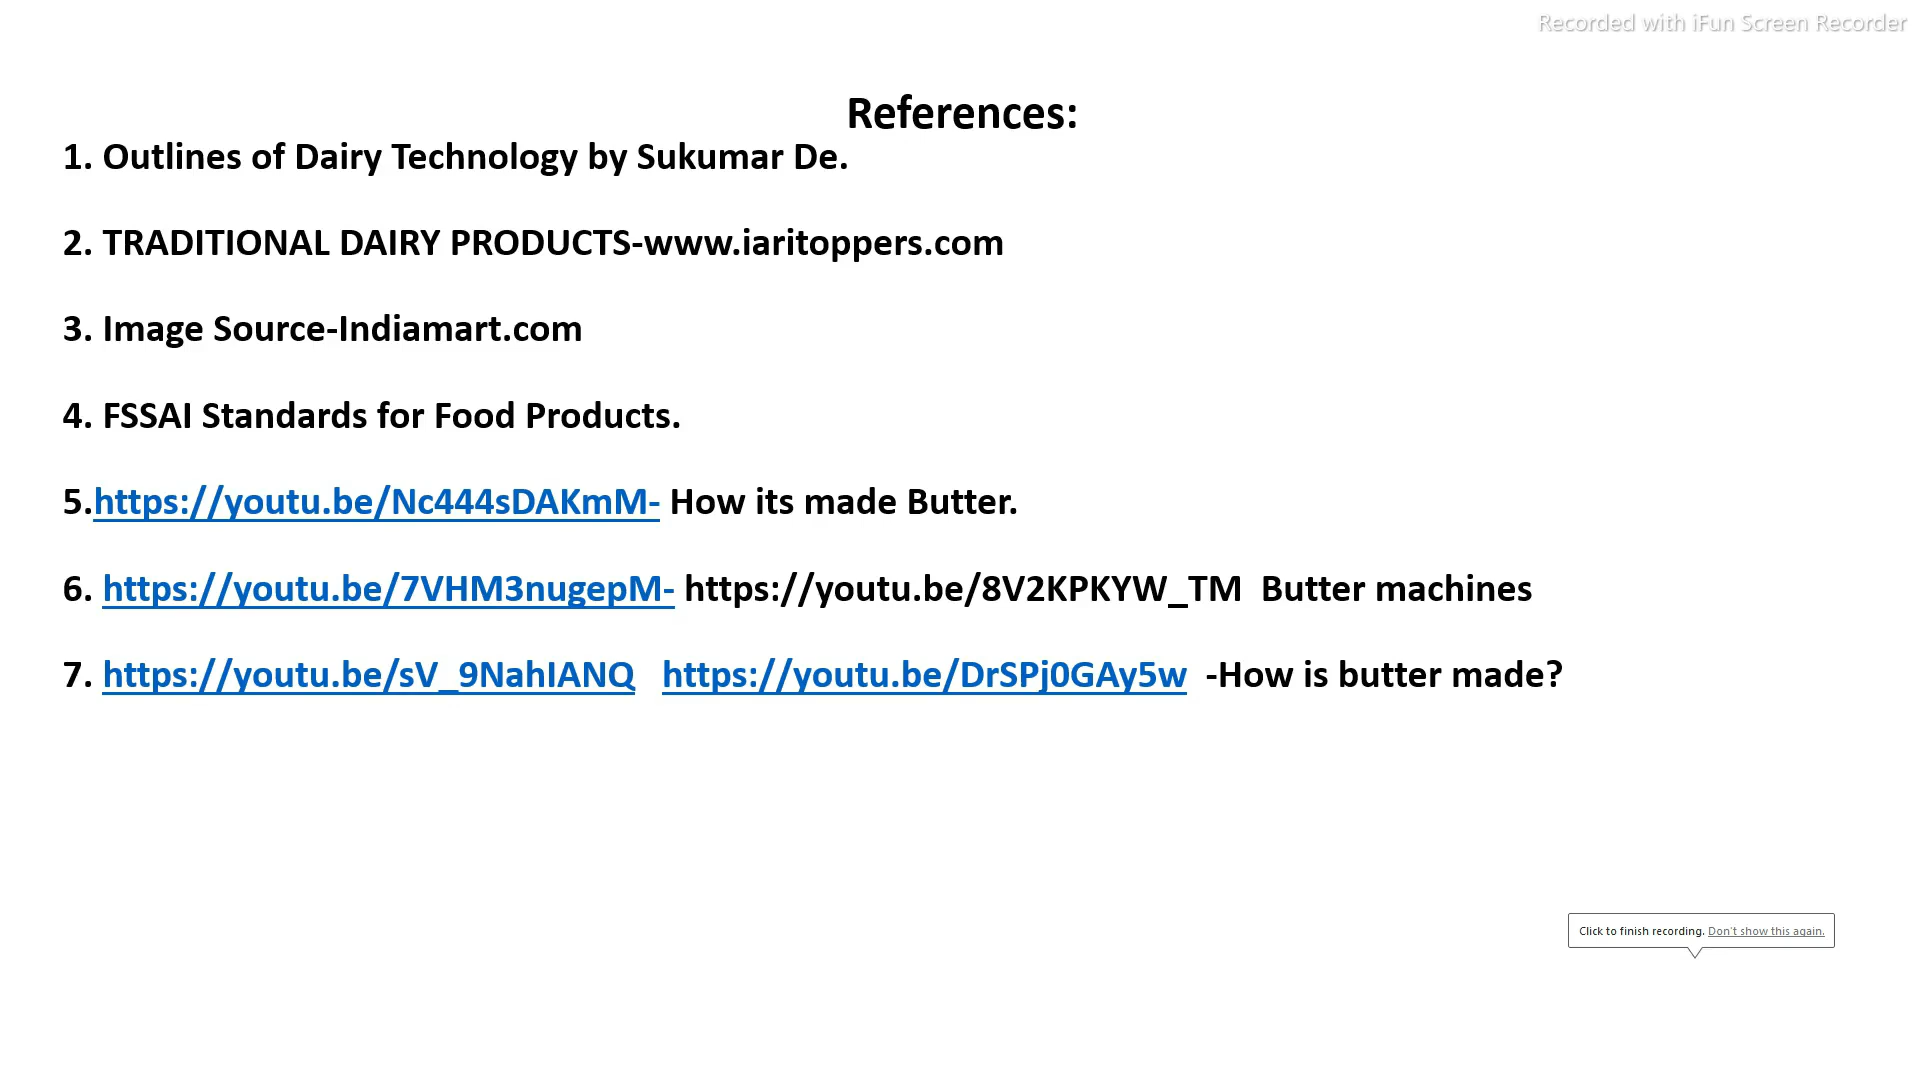 Recorded with iFun Screen Recorder
References:
1. Outlines of Dairy Technology by Sukumar De.
2. TRADITIONAL DAIRY PRODUCTS-www.iaritoppers.com
3. Image Source-Indiamart.com
4. FSSAI Standards for Food Products.
5.https://youtu.be/Nc444sDAKmM- How its made Butter.
6. https://youtu.be/7VHM3nugepM- https://youtu.be/8V2KPKYW_TM  Butter machines
7. https://youtu.be/sV_9NahIANQ   https://youtu.be/DrSPj0GAy5w  -How is butter made?
Click to finish recording. Don't show this again.